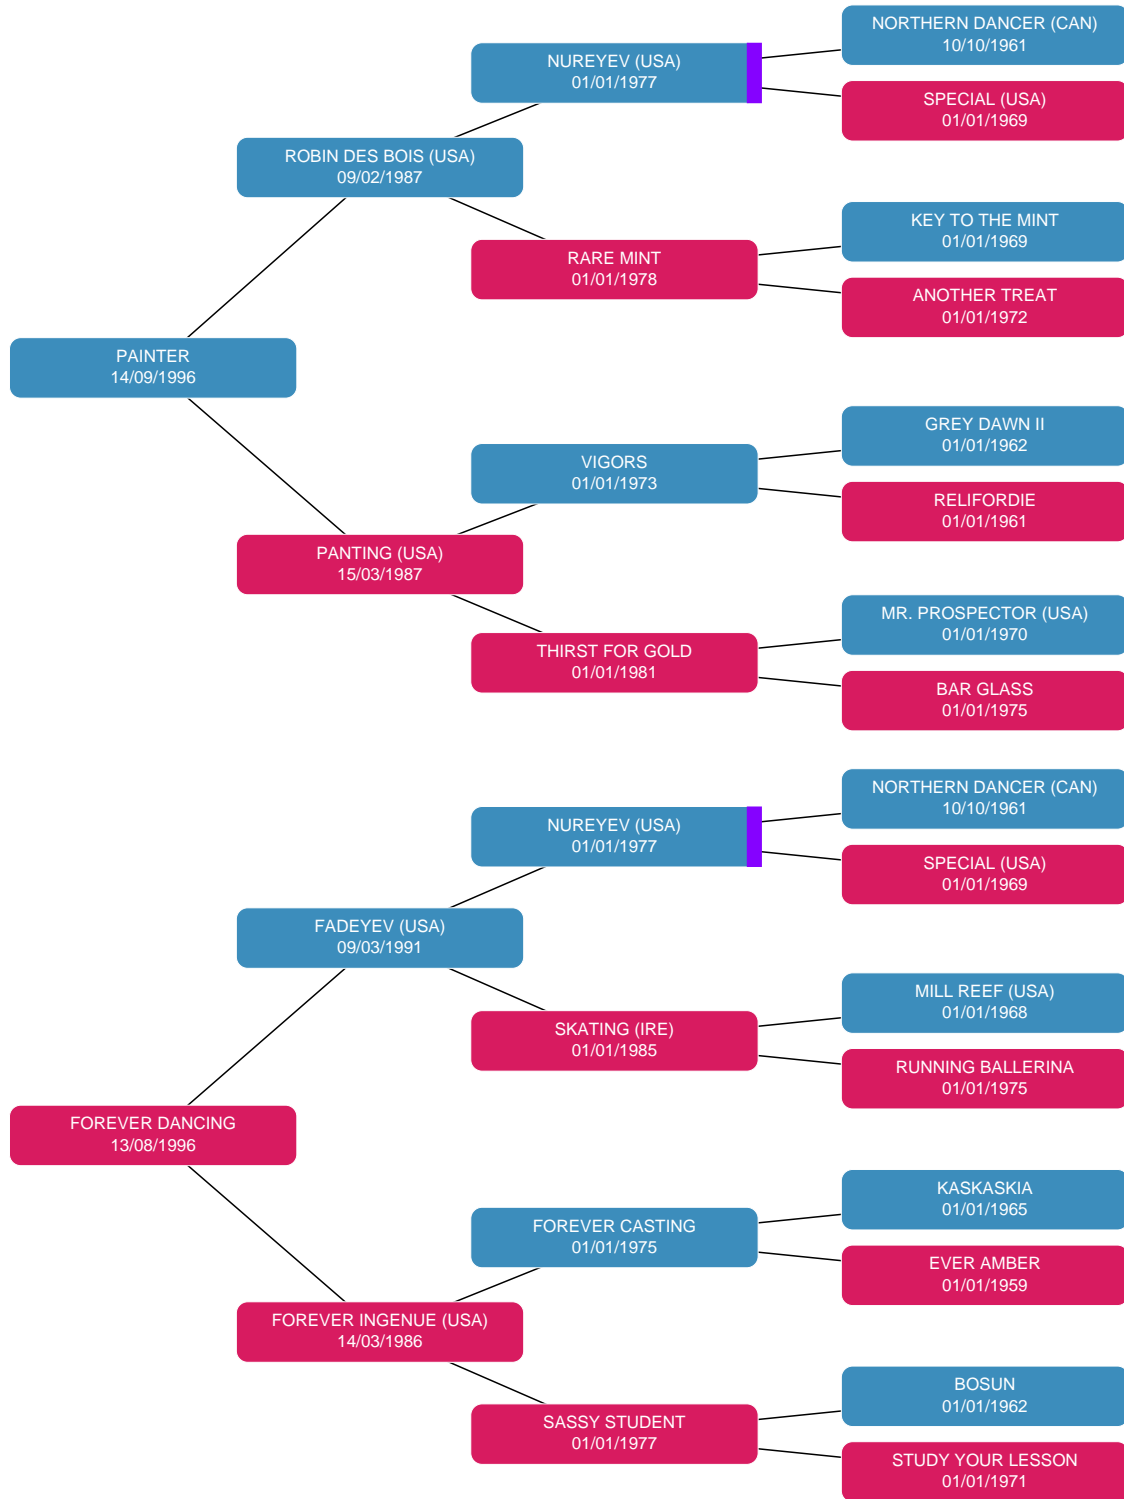 NORTHERN DANCER (CAN)
10/10/1961
NUREYEV (USA)
01/01/1977
SPECIAL (USA)
01/01/1969
ROBIN DES BOIS (USA)
09/02/1987
KEY TO THE MINT
01/01/1969
RARE MINT
01/01/1978
ANOTHER TREAT
01/01/1972
PAINTER
14/09/1996
GREY DAWN II
01/01/1962
VIGORS
01/01/1973
RELIFORDIE
01/01/1961
PANTING (USA)
15/03/1987
MR. PROSPECTOR (USA)
01/01/1970
THIRST FOR GOLD
01/01/1981
BAR GLASS
01/01/1975
NORTHERN DANCER (CAN)
10/10/1961
NUREYEV (USA)
01/01/1977
SPECIAL (USA)
01/01/1969
FADEYEV (USA)
09/03/1991
MILL REEF (USA)
01/01/1968
SKATING (IRE)
01/01/1985
RUNNING BALLERINA
01/01/1975
FOREVER DANCING
13/08/1996
KASKASKIA
01/01/1965
FOREVER CASTING
01/01/1975
EVER AMBER
01/01/1959
FOREVER INGENUE (USA)
14/03/1986
BOSUN
01/01/1962
SASSY STUDENT
01/01/1977
STUDY YOUR LESSON
01/01/1971